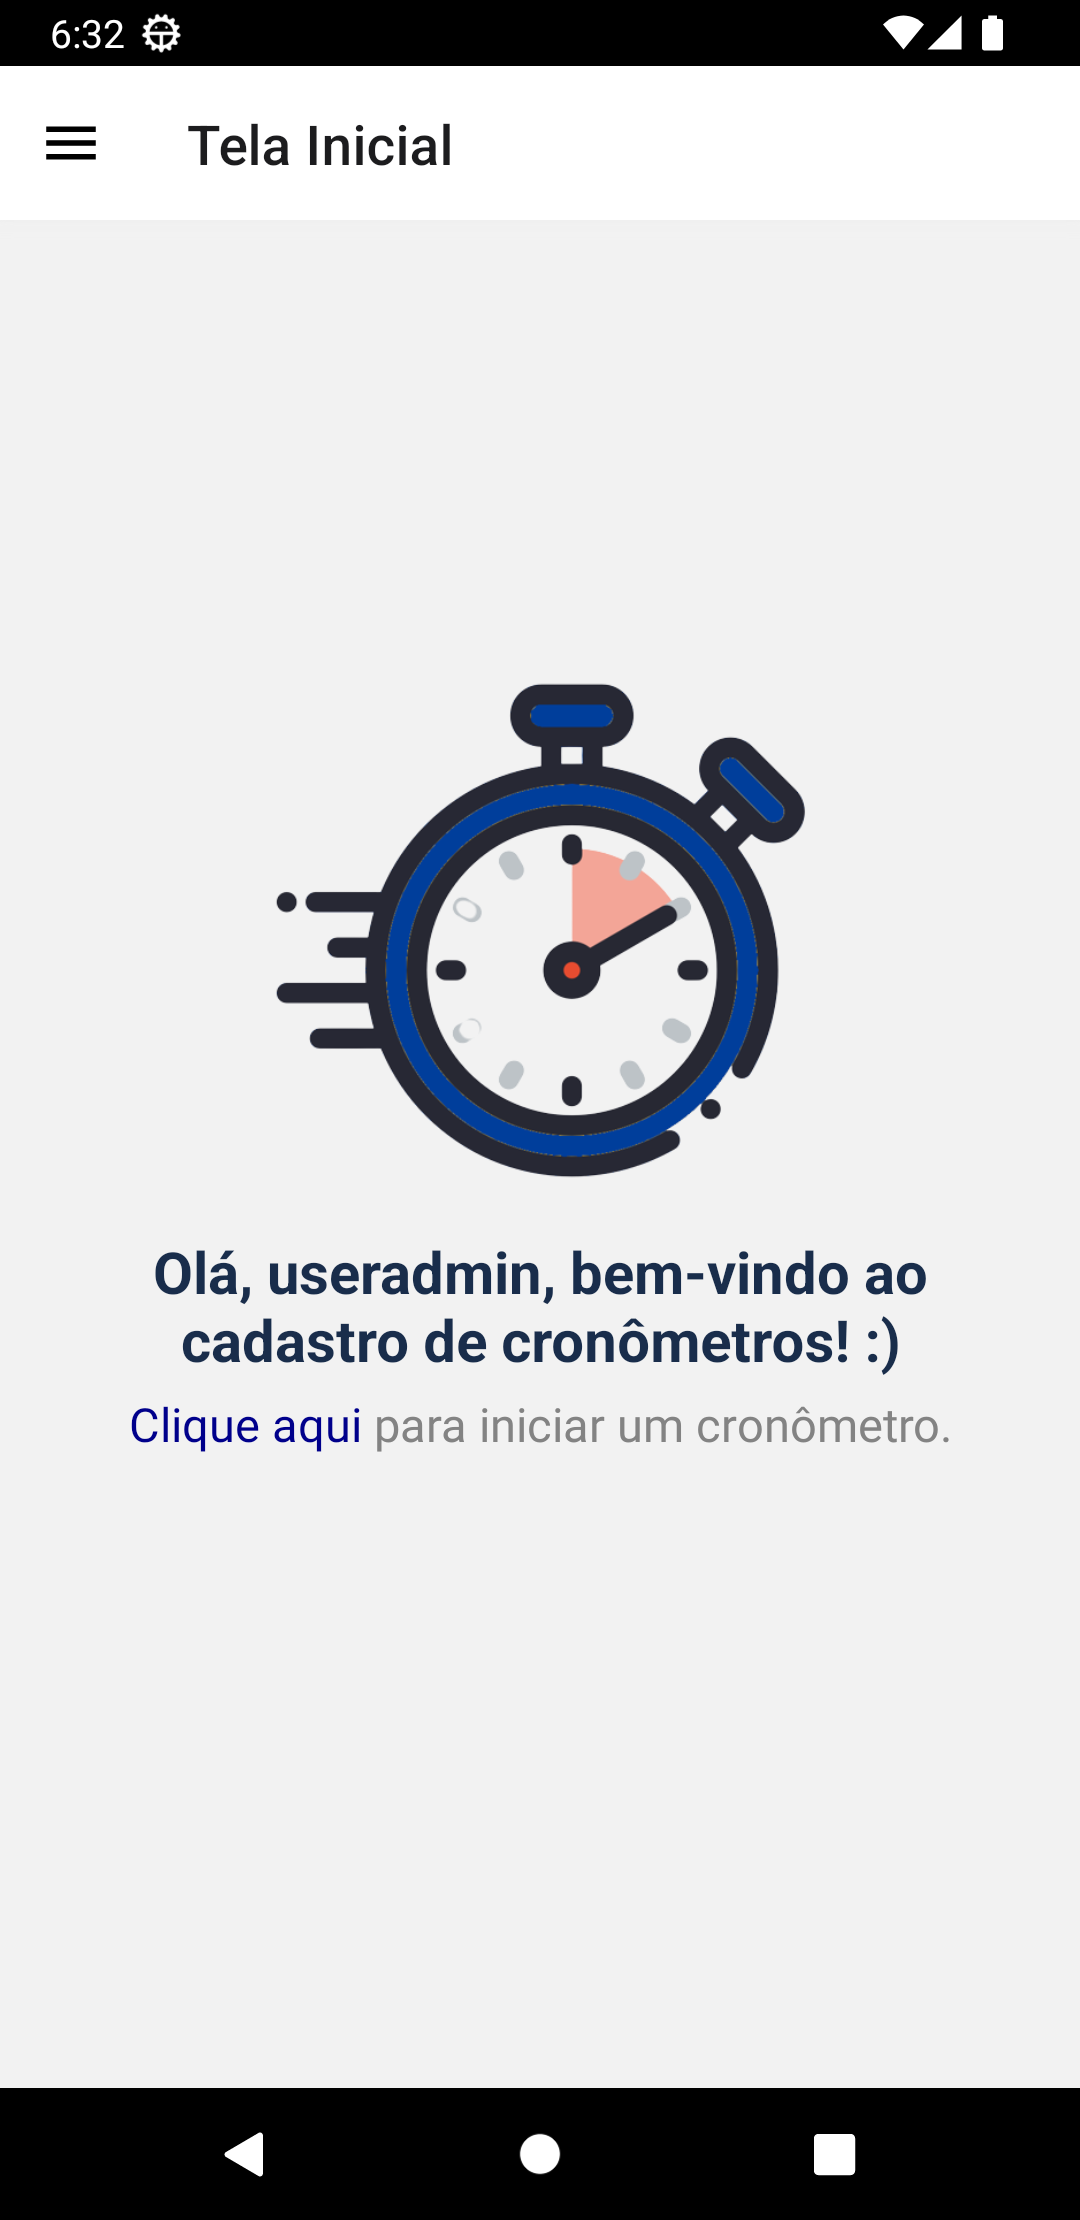 6:32
Tela Inicial
Olá, useradmin, bem-vindo ao
cadastro de cronômetros! :)
Clique aqui para iniciar um cronômetro.